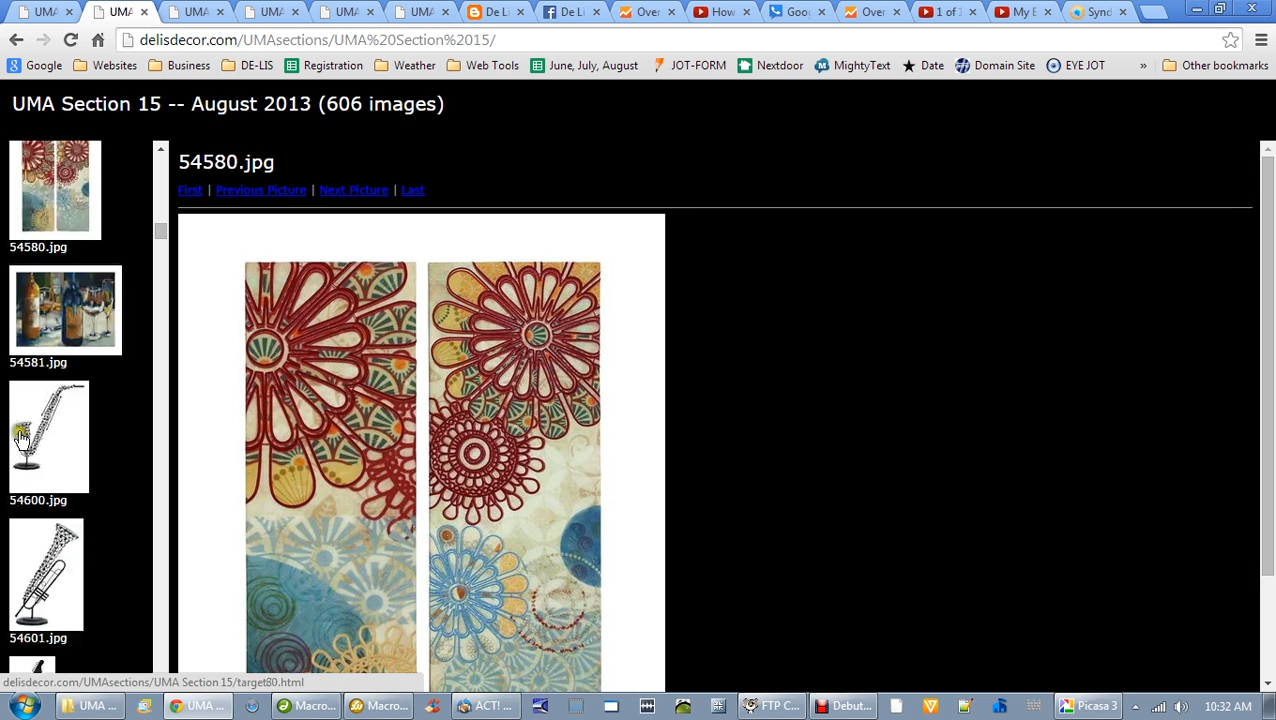 UMA
UMA
UMA
UMA
UMA
UMA
De Li
De Li
Over
How
Goog
Over
1 of 1
My E
Synd
delisdecor.com/UMAsections/UMA%20Section%2015/
Google
Websites
Business
DE-LIS
Registration
Weather
Web Tools
June, July, August
JOT-FORM
Nextdoor
MightyText
Date
Domain Site
EYE JOT
»
Other bookmarks
UMA Section 15 -- August 2013 (606 images)
54580.jpg
54581.jpg
54600.jpg
54601.jpg
54580.jpg
First | Previous Picture | Next Picture | Last
delisdecor.com/UMAsections/UMA Section 15/target80.html
UMA ...
UMA ...
Macro...
Macro...
ACT! ...
FTP C...
Debut...
Picasa 3
10:32 AM